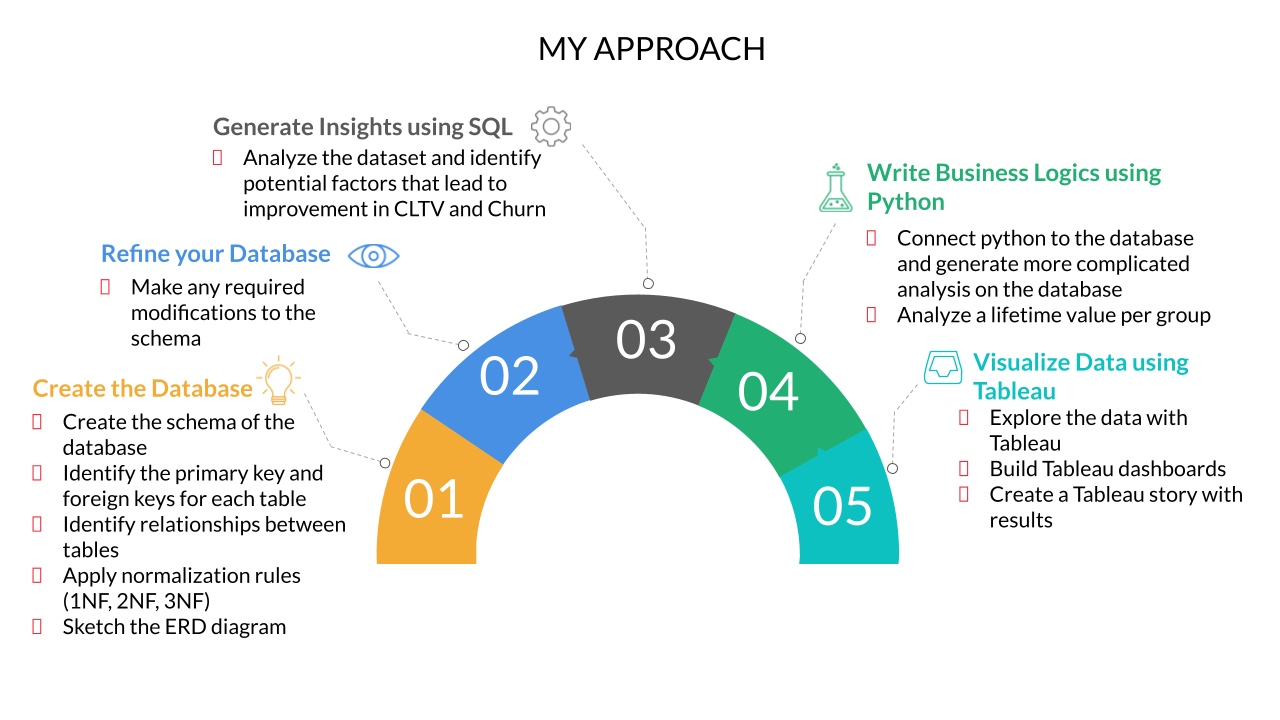 MY APPROACH
Generate Insights using SQL
Analyze the dataset and identify
potential factors that lead to
improvement in CLTV and Churn
Refine your Database
Make any required
modifications to the
schema
Create the Database
Create the schema of the
database
Identify the primary key and
foreign keys for each table
Identify relationships between
tables
Apply normalization rules
(1NF, 2NF, 3NF)
Sketch the ERD diagram
01
02
03
04
05
Write Business Logics using
Python
Connect python to the database
and generate more complicated
analysis on the database
Analyze a lifetime value per group
Visualize Data using
Tableau
Explore the data with
Tableau
Build Tableau dashboards
Create a Tableau story with
results